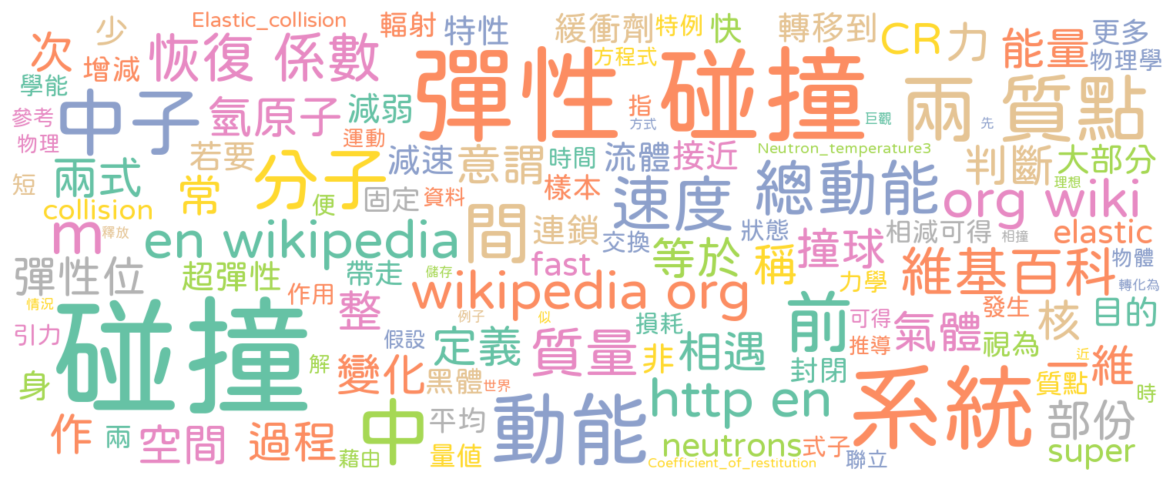 Elastic_collision
輻射
特性
緩衝劑
特例
快
轉移到
CR
力
能量
更多
少
次
增減
恢復 係數
彈性 碰撞
方程式
兩 質點
物理學
學能
中子
氫原子
減弱
指
巨觀
參考
物理
運動
方式
先
若要
分子
減速
意謂
時間
流體
接近
Neutron_temperature3
判斷
大部分
短
兩式
常
便
固定
資料
樣本
速度
總動能
理想
org wiki
collision
釋放
m
en wikipedia
間
連鎖
交換
狀態
相減可得
相撞
elastic
彈性位
超彈性
帶走
儲存
fast
等於
稱
撞球
力學
維基百科
物體
轉化為
情況
作用
整
wikipedia org
例子
似
損耗
前
可得
發生
核
目的
引力
碰撞
解
假設
定義
質量
非
相遇
推導
氣體
視為
近
一維
身
變化
黑體
世界
封閉
質點
時
作
兩
空間
過程
藉由
中
平均
量值
動能
http en
neutrons
式子
Coefficient_of_restitution
聯立
系統
部份
super